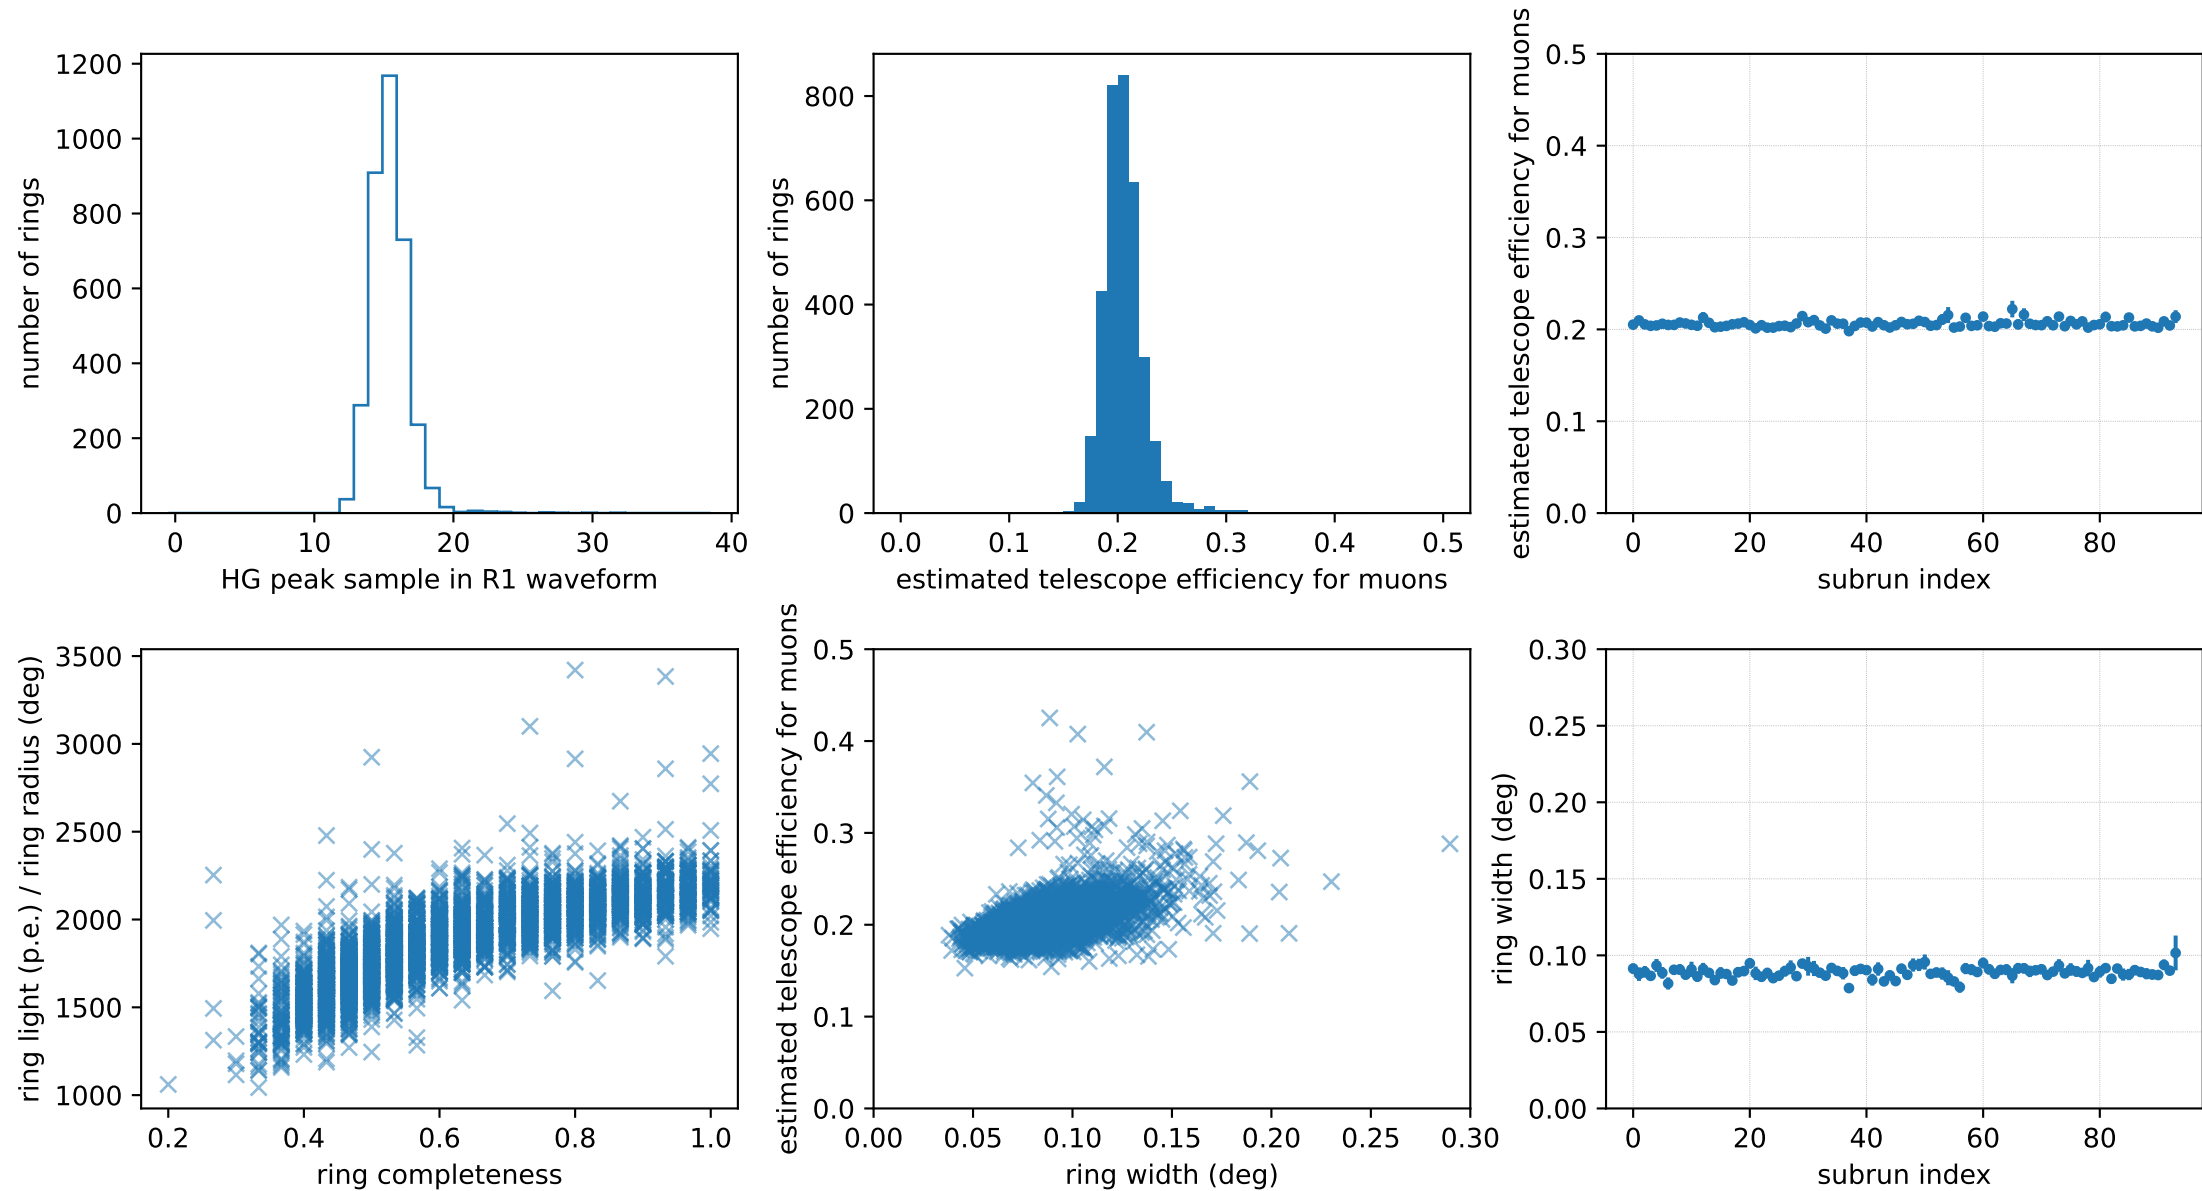 number of rings
1200
1000
800
600
400
200
0
0 10 20 30 40
HG peak sample in R1 waveform
number of rings
800
600
400
200
0
0.0 0.1 0.2 0.3 0.4 0.5
estimated telescope efficiency for muons
estimated telescope efficiency for muons
0.5
0.4
0.3
0.2
0.1
0.0
0 20 40 60 80
subrun index
ring light (p.e.) / ring radius (deg)
3500
3000
2500
2000
1500
1000
0.2 0.4 0.6 0.8 1.0
ring completeness
estimated telescope efficiency for muons
0.5
0.4
0.3
0.2
0.1
0.0
0.00 0.05 0.10 0.15 0.20 0.25 0.30
ring width (deg)
ring width (deg)
0.30
0.25
0.20
0.15
0.10
0.05
0.00
0 20 40 60 80
subrun index